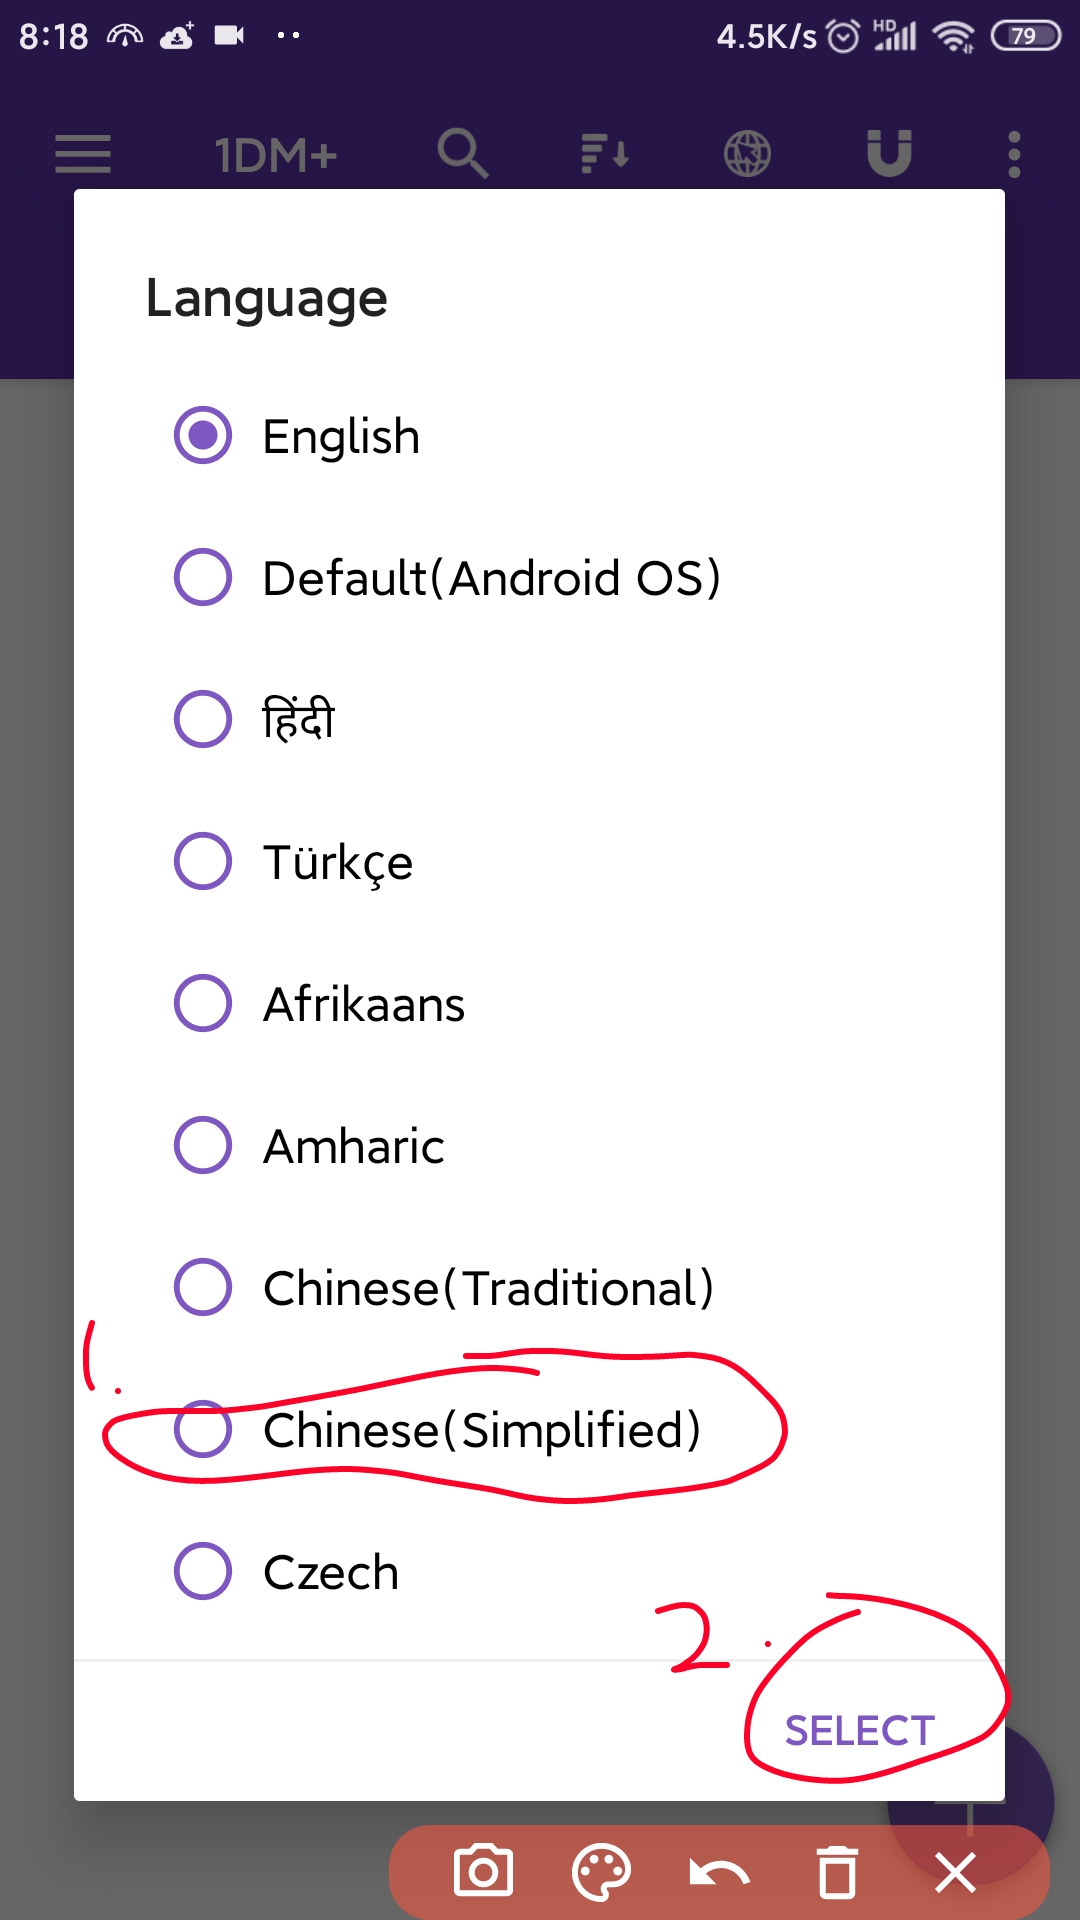 8:18 4.5K/s HD 79
1DM+
Language
English
Default(Android OS)
हिंदी
Türkçe
Afrikaans
Amharic
Chinese(Traditional)
1.
Chinese(Simplified)
Czech
2.
SELECT